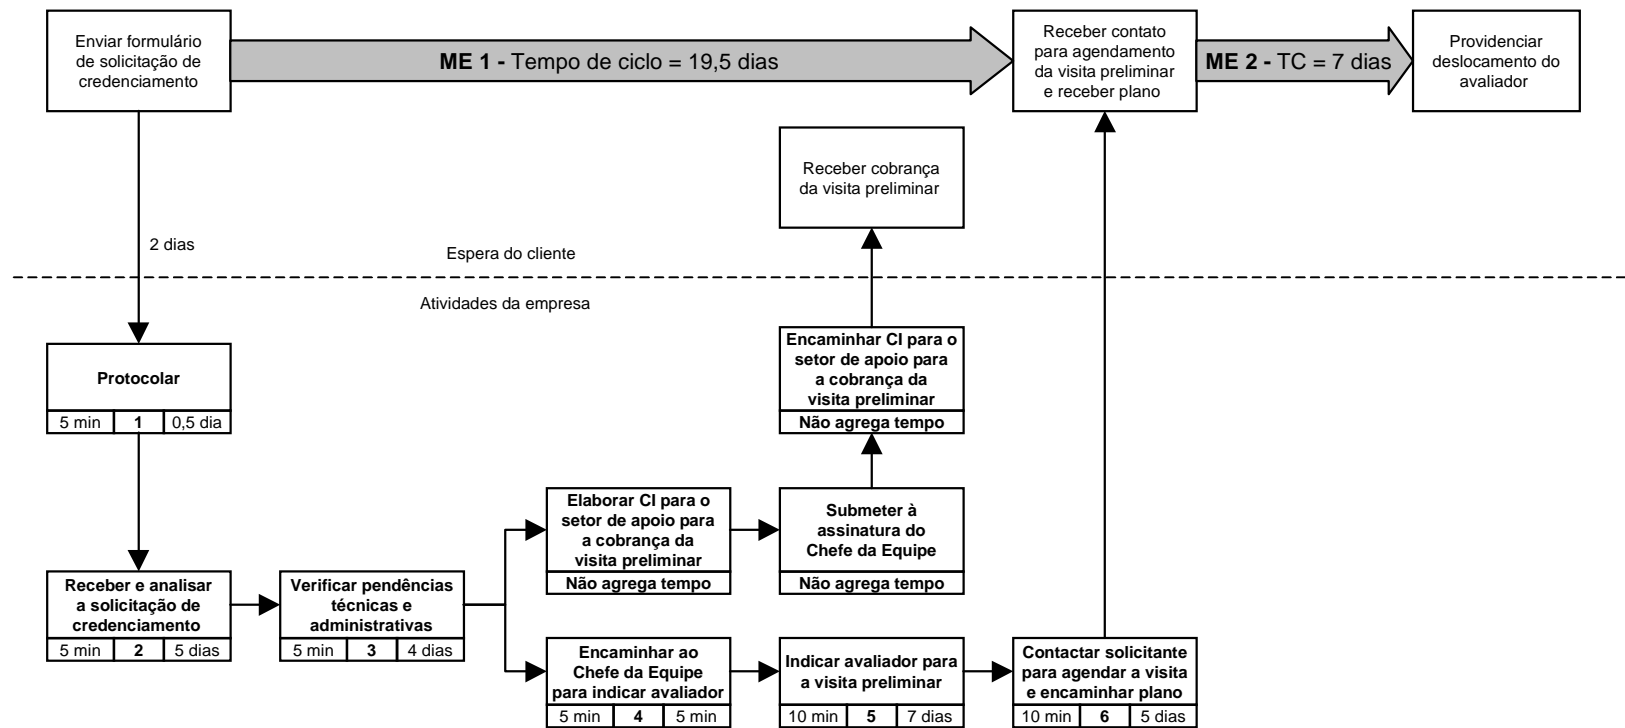 Enviar formulário
de solicitação de
credenciamento
ME 1 - Tempo de ciclo = 19,5 dias
Receber contato
para agendamento
da visita preliminar
e receber plano
ME 2 - TC = 7 dias
Providenciar
deslocamento do
avaliador
Receber cobrança
da visita preliminar
2 dias
Espera do cliente
Atividades da empresa
Protocolar
5 min 1 0,5 dia
Encaminhar CI para o
setor de apoio para
a cobrança da
visita preliminar
Não agrega tempo
Elaborar CI para o
setor de apoio para
a cobrança da
visita preliminar
Não agrega tempo
Submeter à
assinatura do
Chefe da Equipe
Não agrega tempo
Receber e analisar
a solicitação de
credenciamento
5 min 2 5 dias
Verificar pendências
técnicas e
administrativas
5 min 3 4 dias
Encaminhar ao
Chefe da Equipe
para indicar avaliador
5 min 4 5 min
Indicar avaliador para
a visita preliminar
10 min 5 7 dias
Contactar solicitante
para agendar a visita
e encaminhar plano
10 min 6 5 dias